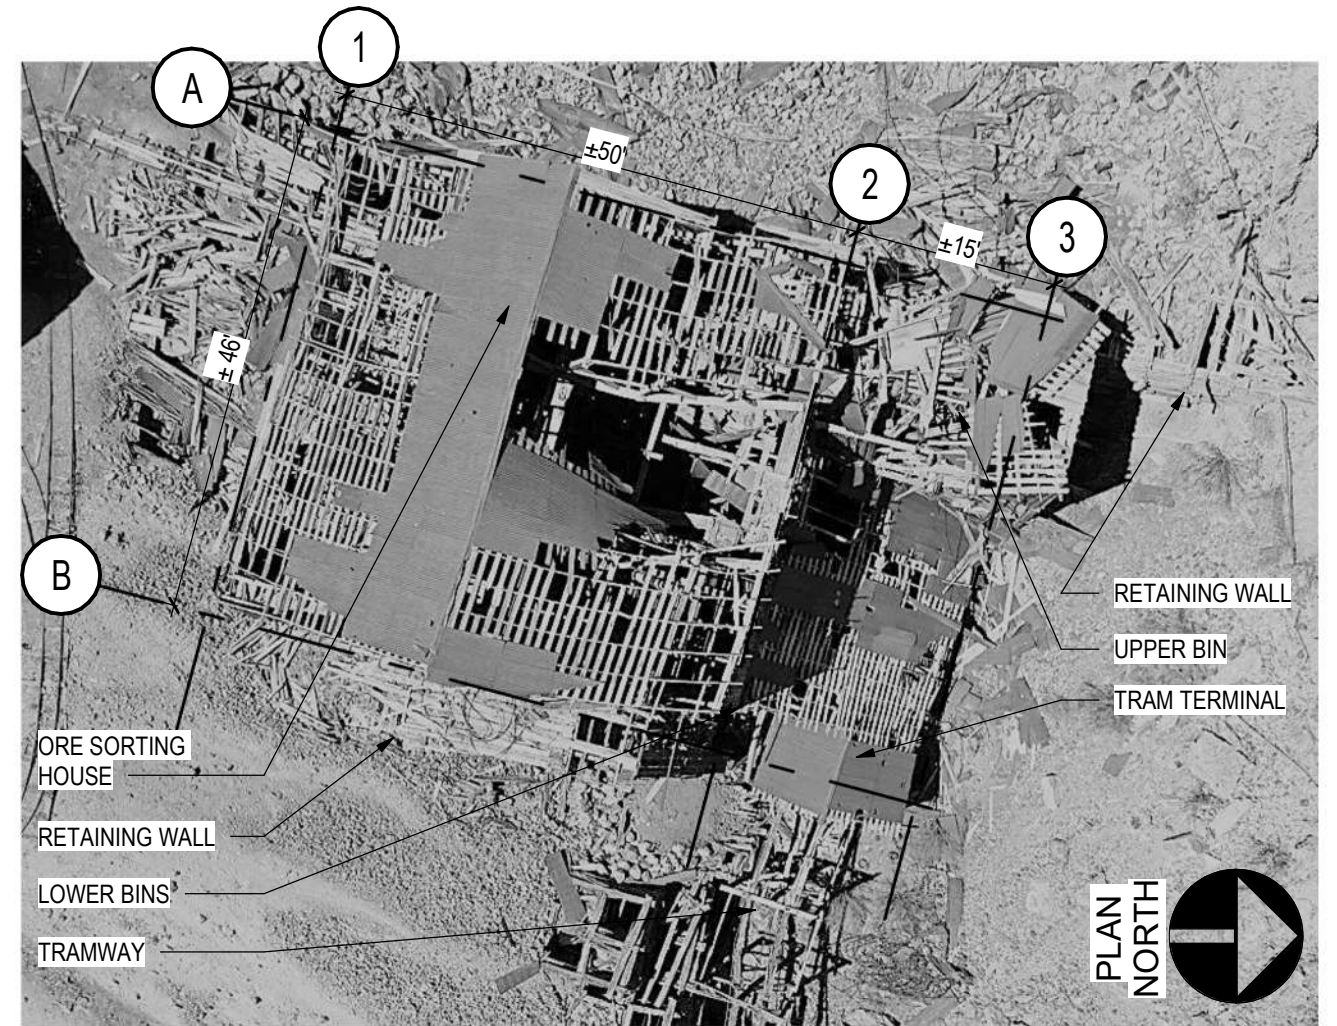 1
A
±50'
2
3
±15'
± 46'
B
RETAINING WALL
UPPER BIN
TRAM TERMINAL
ORE SORTING
HOUSE
RETAINING WALL
LOWER BINS
TRAMWAY
PLAN
NORTH